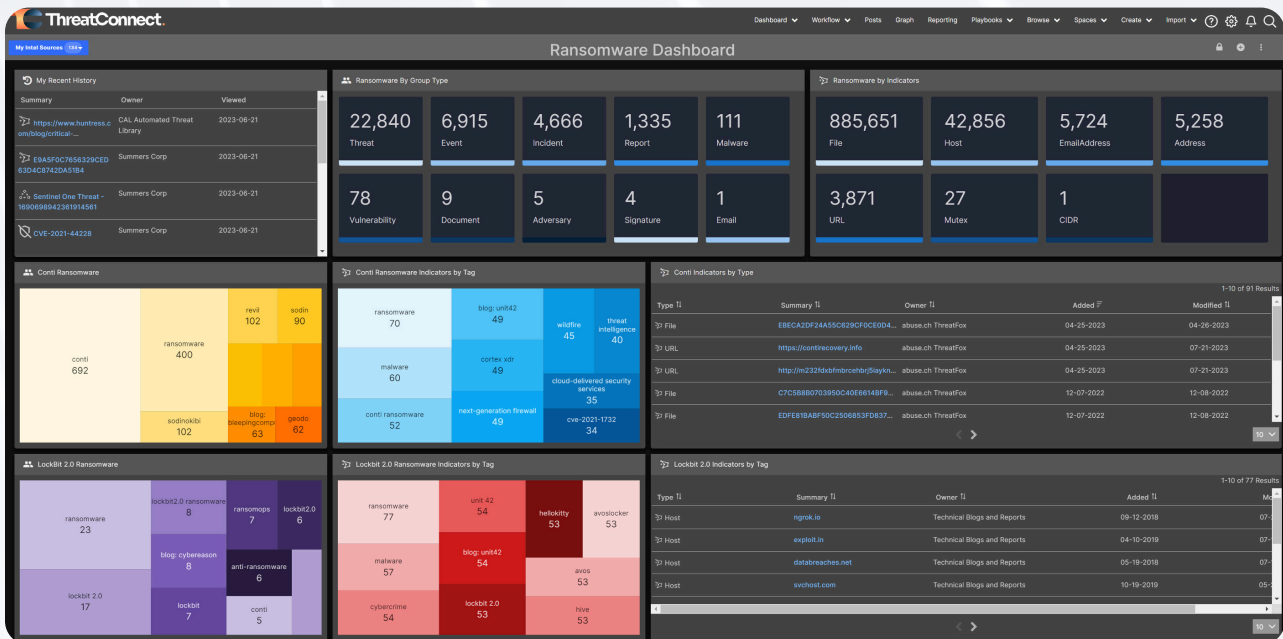 ThreatConnect.
Dashboard Workflow Posts Graph Reporting Playbooks Browse Spaces Create Import
My Intel Sources 134
Ransomware Dashboard
My Recent History
Summary Owner Viewed
https://www.huntress.c
om/blog/critical-...
CAL Automated Threat
Library
2023-06-21
E9A5F0C7656329CED
63D4C8742DA51B4
Summers Corp
2023-06-21
Sentinel One Threat -
1690698942361914561
Summers Corp
2023-06-21
CVE-2021-44228
Summers Corp
2023-06-21
Ransomware By Group Type
22,840 6,915 4,666 1,335 111
Threat Event Incident Report Malware
78 9 5 4 1
Vulnerability Document Adversary Signature Email
Ransomware by Indicators
885,651 42,856 5,724 5,258
File Host EmailAddress Address
3,871 27 1
URL Mutex CIDR
Conti Ransomware
conti
692
ransomware
400
sodinokibi
102
revil
102
sodin
90
blog:
bleepingcomp
63
geodo
62
Conti Ransomware Indicators by Tag
ransomware
70
malware
60
conti ransomware
52
blog: unit42
49
cortex xdr
49
next-generation firewall
49
wildfire
45
threat
intelligence
40
cloud-delivered security
services
35
cve-2021-1732
34
Conti Indicators by Type
1-10 of 91 Results
Type Summary Owner Added Modified
File EBECA2DF24A55C629CF0CE0D4... abuse.ch ThreatFox 04-25-2023 04-26-2023
URL https://contirecovery.info abuse.ch ThreatFox 04-25-2023 07-21-2023
URL http://m232fdxbfmbrcehbrj5iaykn... abuse.ch ThreatFox 04-25-2023 07-21-2023
File C7C5B8B0703950C40E6614BF9... abuse.ch ThreatFox 12-07-2022 12-08-2022
File EDFE81BABF50C2506853FD837... abuse.ch ThreatFox 12-07-2022 12-08-2022
10
LockBit 2.0 Ransomware
ransomware
23
lockbit 2.0
17
lockbit2.0 ransomware
8
blog: cybereason
8
lockbit
7
ransomops
7
lockbit2.0
6
anti-ransomware
6
conti
5
Lockbit 2.0 Ransomware Indicators by Tag
ransomware
77
malware
57
cybercrime
54
unit 42
54
blog: unit42
54
lockbit 2.0
53
hellokitty
53
avoslocker
53
avos
53
hive
53
Lockbit 2.0 Indicators by Tag
1-10 of 77 Results
Type Summary Owner Added Mo
Host ngrok.io Technical Blogs and Reports 09-12-2018 07-
Host exploit.in Technical Blogs and Reports 04-10-2019 07-
Host databreaches.net Technical Blogs and Reports 05-19-2018 07-
Host svchost.com Technical Blogs and Reports 10-19-2019 05-
10